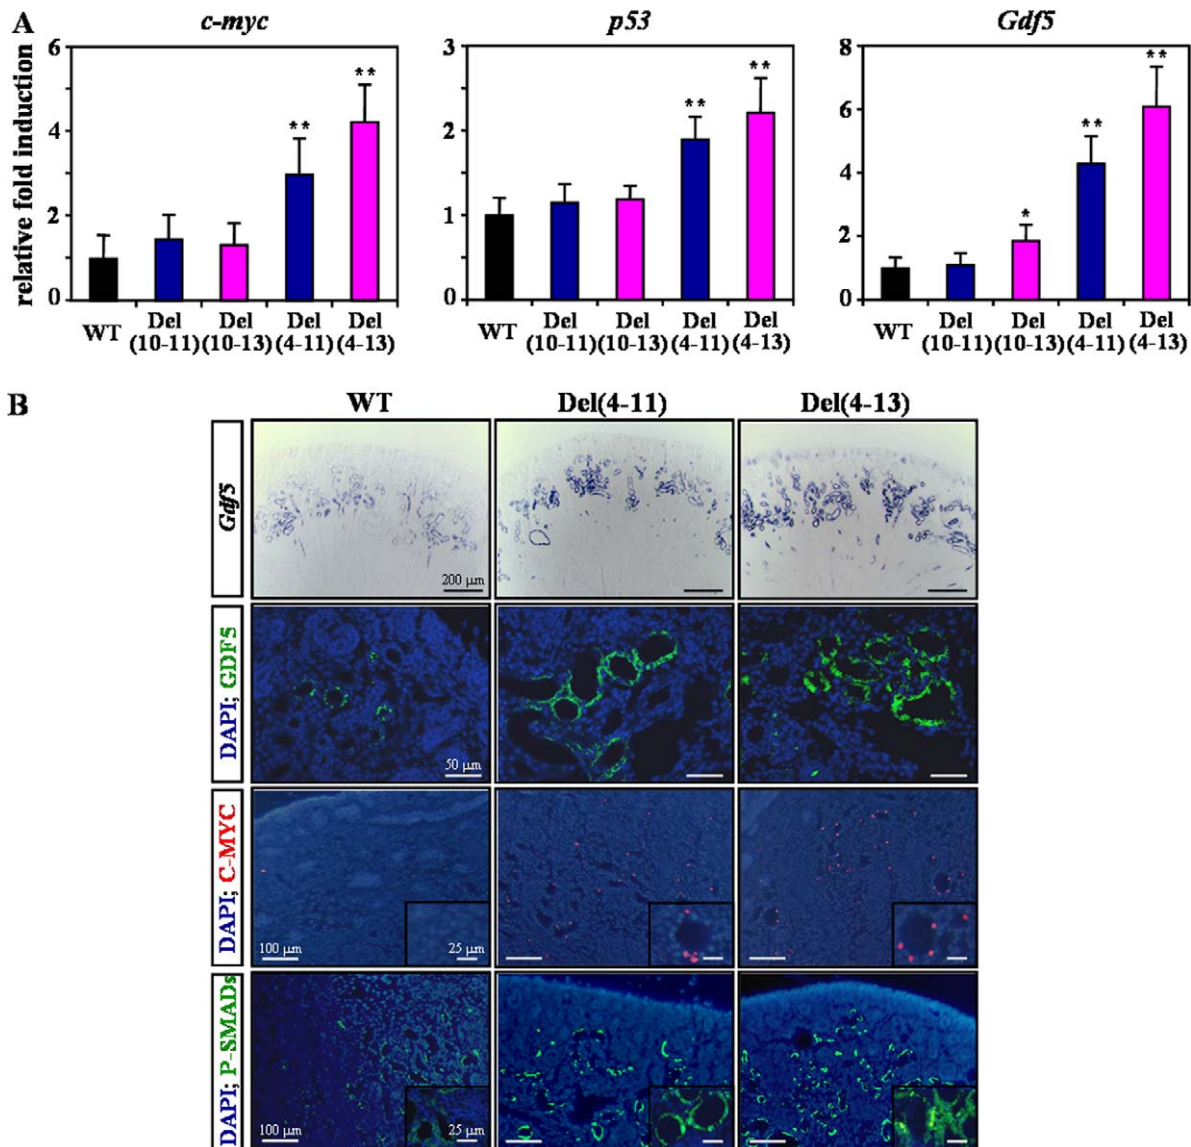 A
c-myc
p53
Gdf5
relative fold induction
6
4
2
0
**
**
WT
Del
(10-11)
Del
(10-13)
Del
(4-11)
Del
(4-13)
3
2
1
0
**
**
WT
Del
(10-11)
Del
(10-13)
Del
(4-11)
Del
(4-13)
8
6
4
2
0
*
**
**
WT
Del
(10-11)
Del
(10-13)
Del
(4-11)
Del
(4-13)
B
WT
Del(4-11)
Del(4-13)
Gdf5
200 µm
DAPI; GDF5
50 µm
DAPI; C-MYC
100 µm
25 µm
DAPI; P-SMADs
100 µm
25 µm